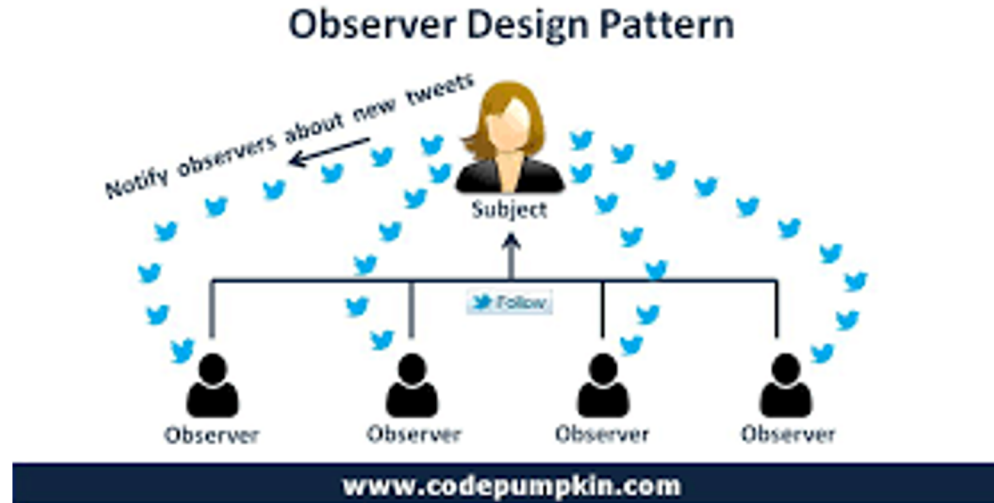 Observer Design Pattern
Notify observers about new tweets
Subject
Follow
Observer
Observer
Observer
Observer
www.codepumpkin.com